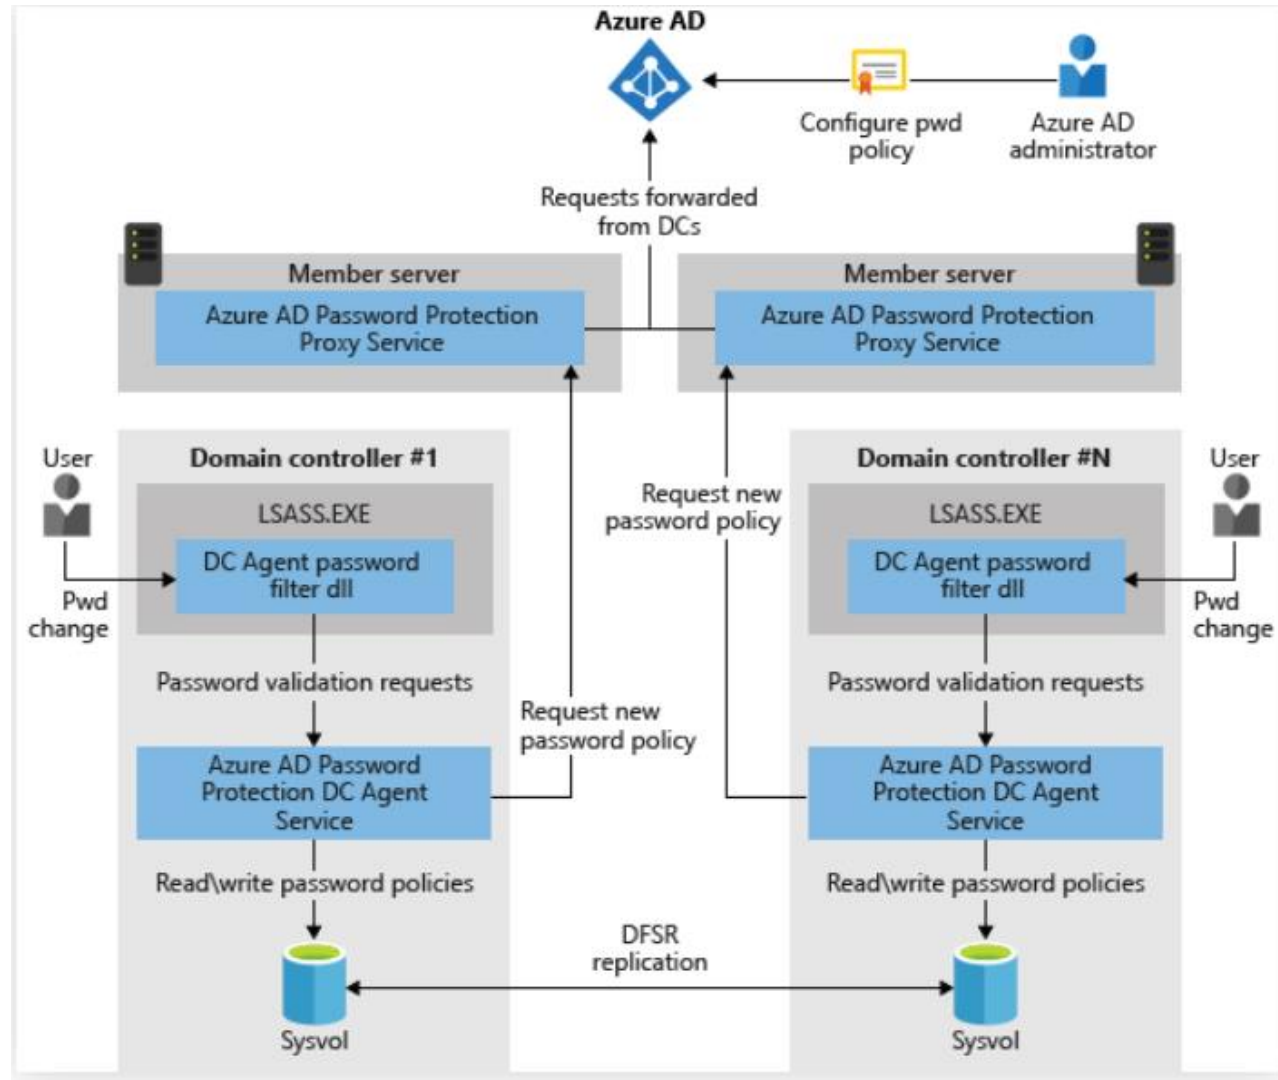 Azure AD
Configure pwd
policy
Azure AD
administrator
Requests forwarded
from DCs
Member server
Azure AD Password Protection
Proxy Service
Member server
Azure AD Password Protection
Proxy Service
User
Domain controller #1
LSASS.EXE
DC Agent password
filter dll
Pwd
change
Password validation requests
Request new
password policy
Azure AD Password
Protection DC Agent
Service
Read\write password policies
Sysvol
DFSR
replication
Request new
password policy
Domain controller #N
LSASS.EXE
DC Agent password
filter dll
User
Pwd
change
Password validation requests
Azure AD Password
Protection DC Agent
Service
Read\write password policies
Sysvol